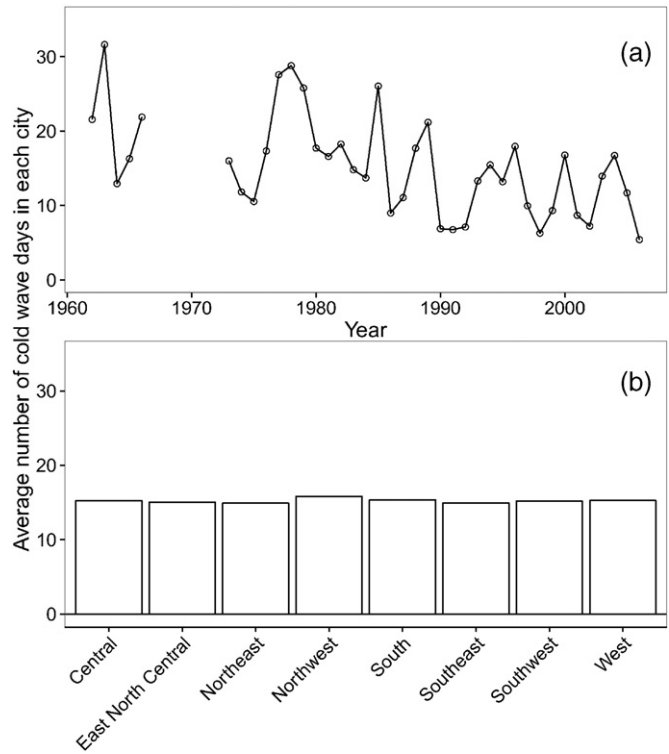 Average number of cold wave days in each city
(a)
30
20
10
0
1960 1970 1980 1990 2000
Year
(b)
30
20
10
0
Central
East North Central
Northeast
Northwest
South
Southeast
Southwest
West